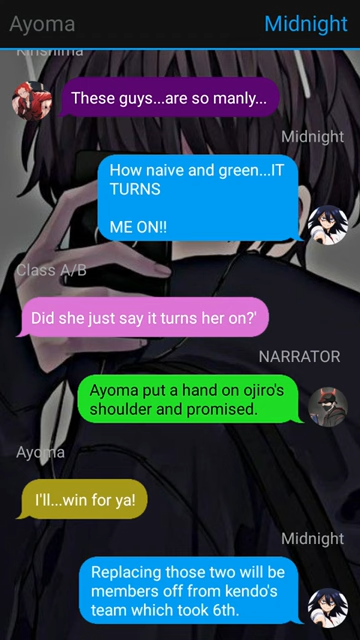 Ayoma Midnight
Kirishima
These guys...are so manly...
Midnight
How naive and green...IT
TURNS
ME ON!!
Class A/B
Did she just say it turns her on?'
NARRATOR
Ayoma put a hand on ojiro's
shoulder and promised.
Ayoma
I'll...win for ya!
Midnight
Replacing those two will be
members off from kendo's
team which took 6th.